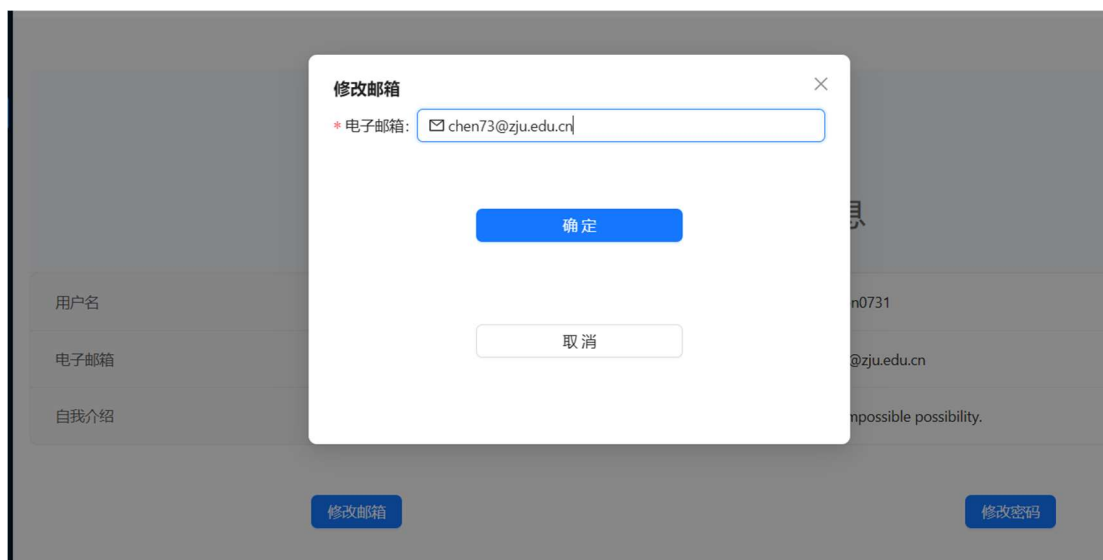 修改邮箱
* 电子邮箱: chen73@zju.edu.cn
确定
息
用户名 n0731
取消
电子邮箱 @zju.edu.cn
自我介绍 possibility.
修改邮箱 修改密码